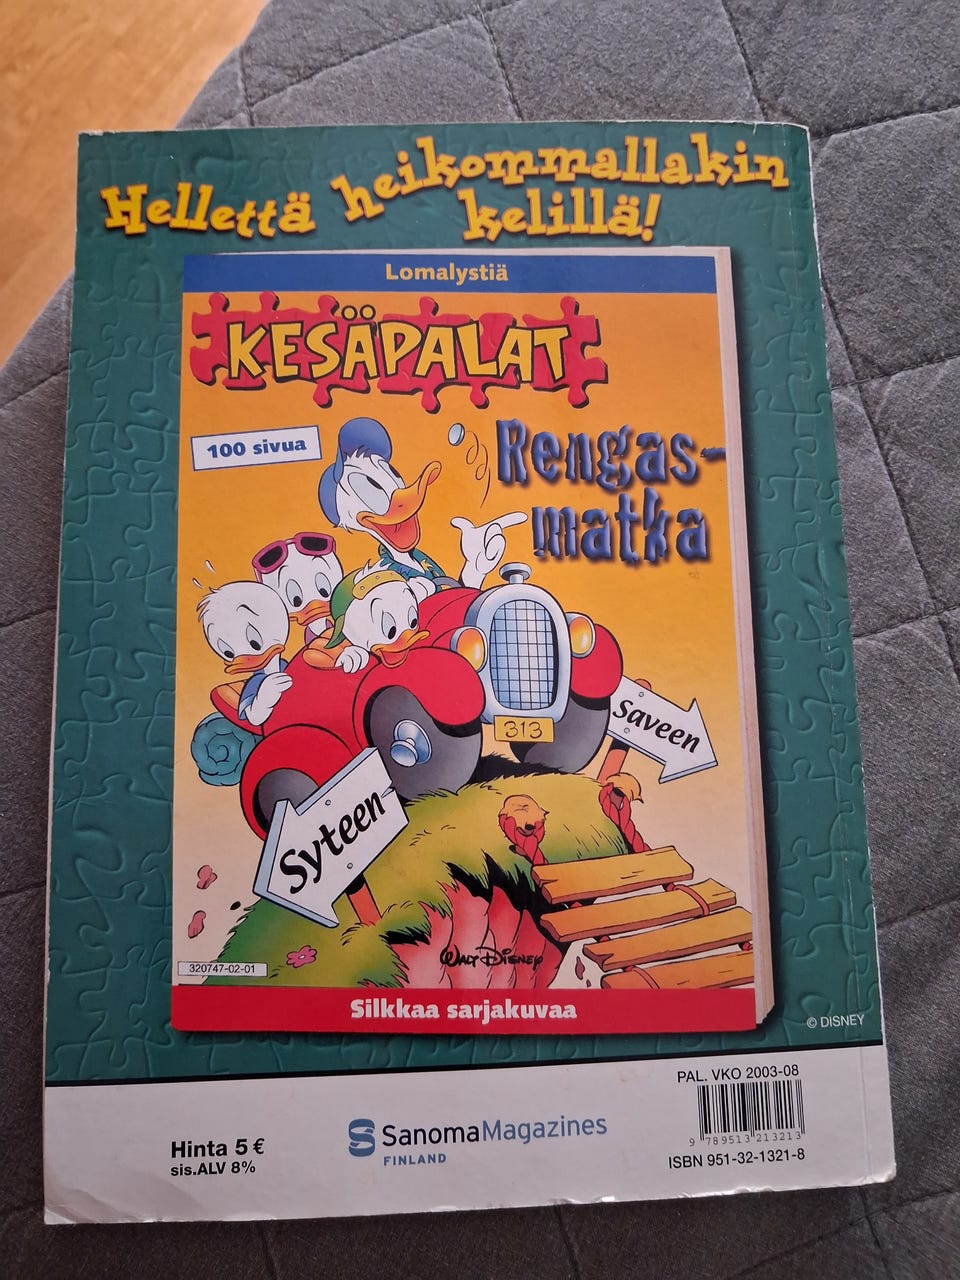 Hellettä heikommallakin
kelillä!
Lomalystiä
KESÄPALAT
100 sivua
Rengas-
matka
313
Saveen
Syteen
Walt Disney
320747-02-01
Silkkaa sarjakuvaa
© DISNEY
PAL. VKO 2003-08
Hinta 5 €
sis.ALV 8%
SanomaMagazines
FINLAND
9 789513 213213
ISBN 951-32-1321-8